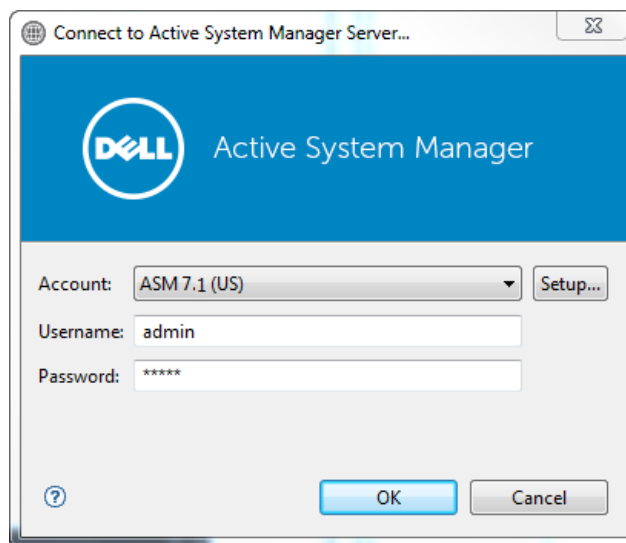 Connect to Active System Manager Server...
DELL Active System Manager
Account: ASM 7.1 (US) Setup...
Username: admin
Password: *****
? OK Cancel